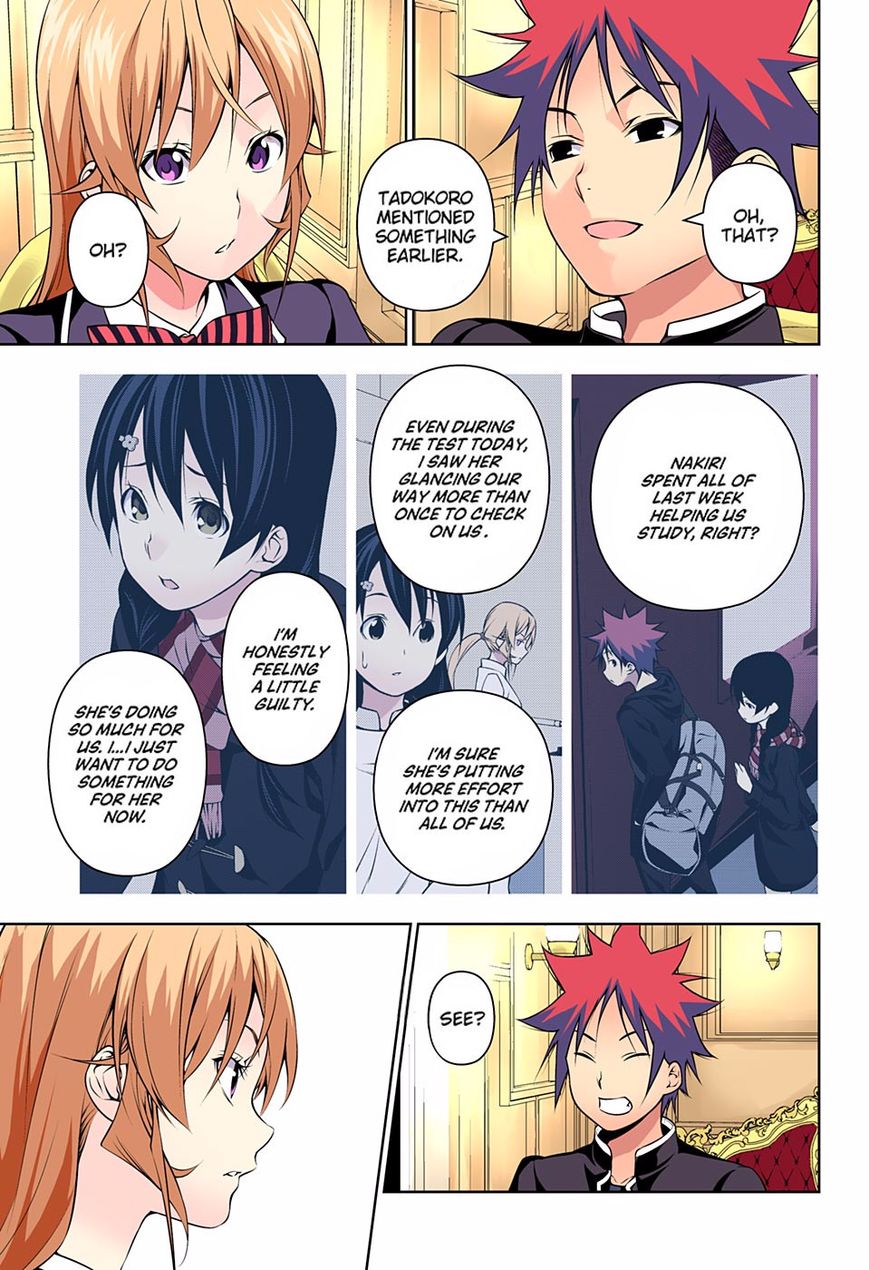 OH,
THAT?
TADOKORO
MENTIONED
SOMETHING
EARLIER.
OH?
NAKIRI
SPENT ALL OF
LAST WEEK
HELPING US
STUDY, RIGHT?
EVEN DURING
THE TEST TODAY,
I SAW HER
GLANCING OUR
WAY MORE THAN
ONCE TO CHECK
ON US .
I'M SURE
SHE'S PUTTING
MORE EFFORT
INTO THIS THAN
ALL OF US.
I'M
HONESTLY
FEELING
A LITTLE
GUILTY.
SHE'S DOING
SO MUCH FOR
US. I...I JUST
WANT TO DO
SOMETHING
FOR HER
NOW.
SEE?